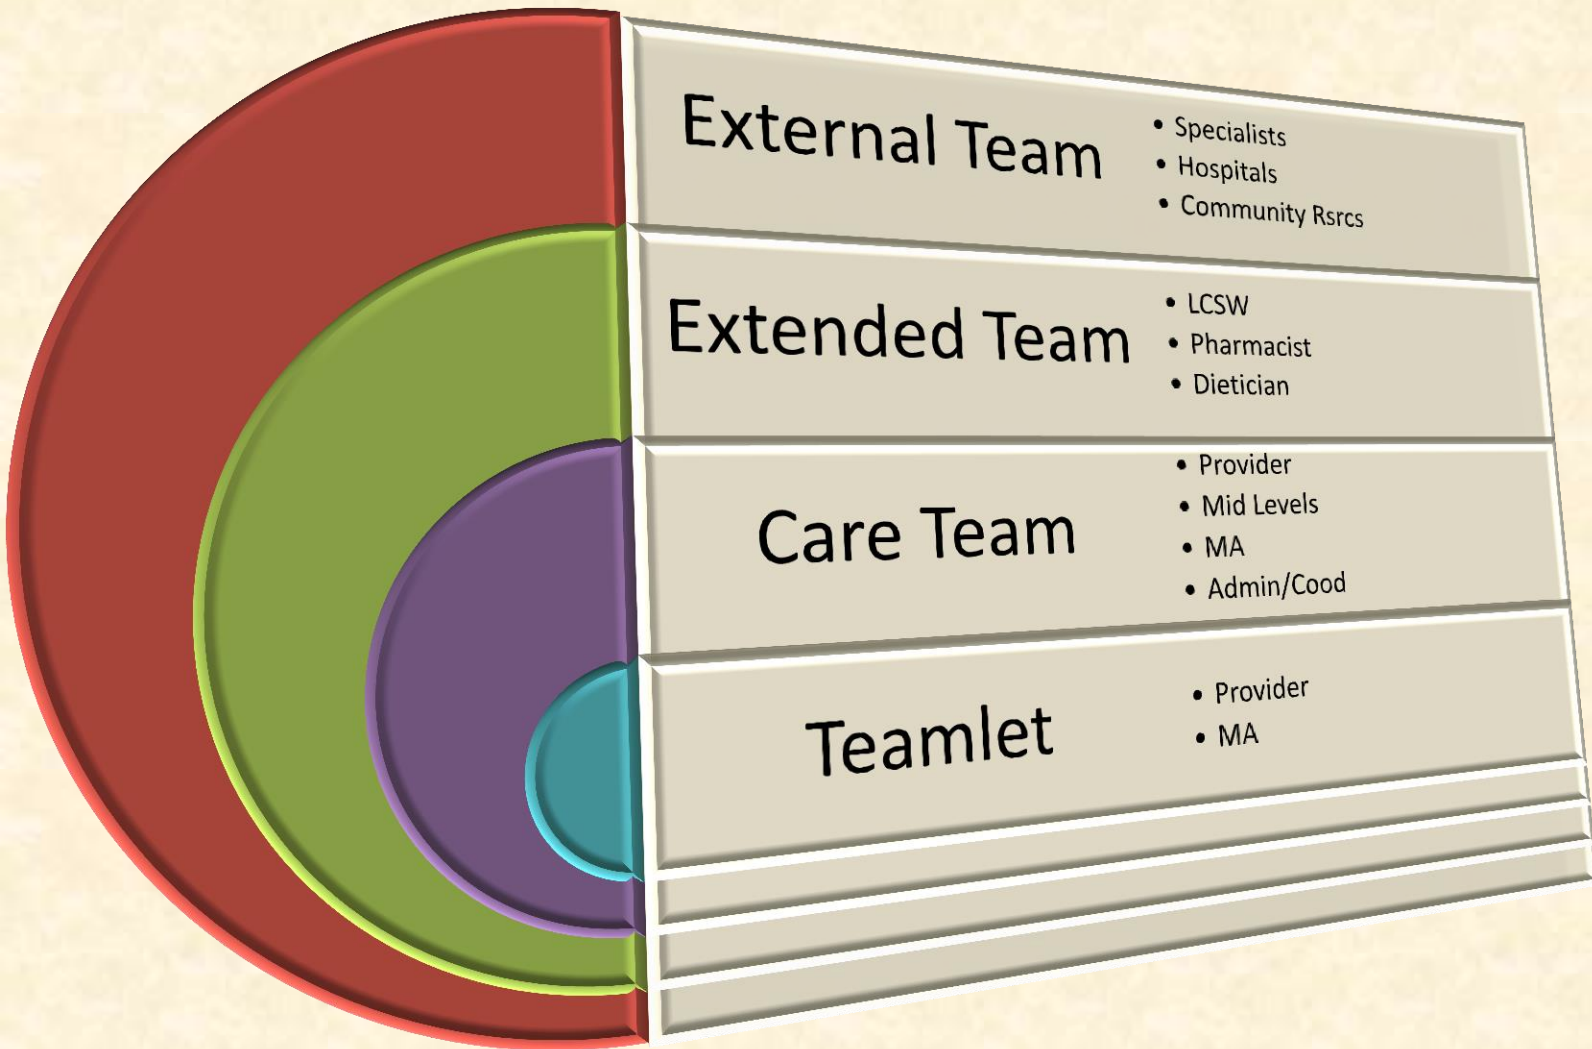 External Team
• Specialists
• Hospitals
• Community Rsrcs
Extended Team
• LCSW
• Pharmacist
• Dietician
Care Team
• Provider
• Mid Levels
• MA
• Admin/Cood
Teamlet
• Provider
• MA